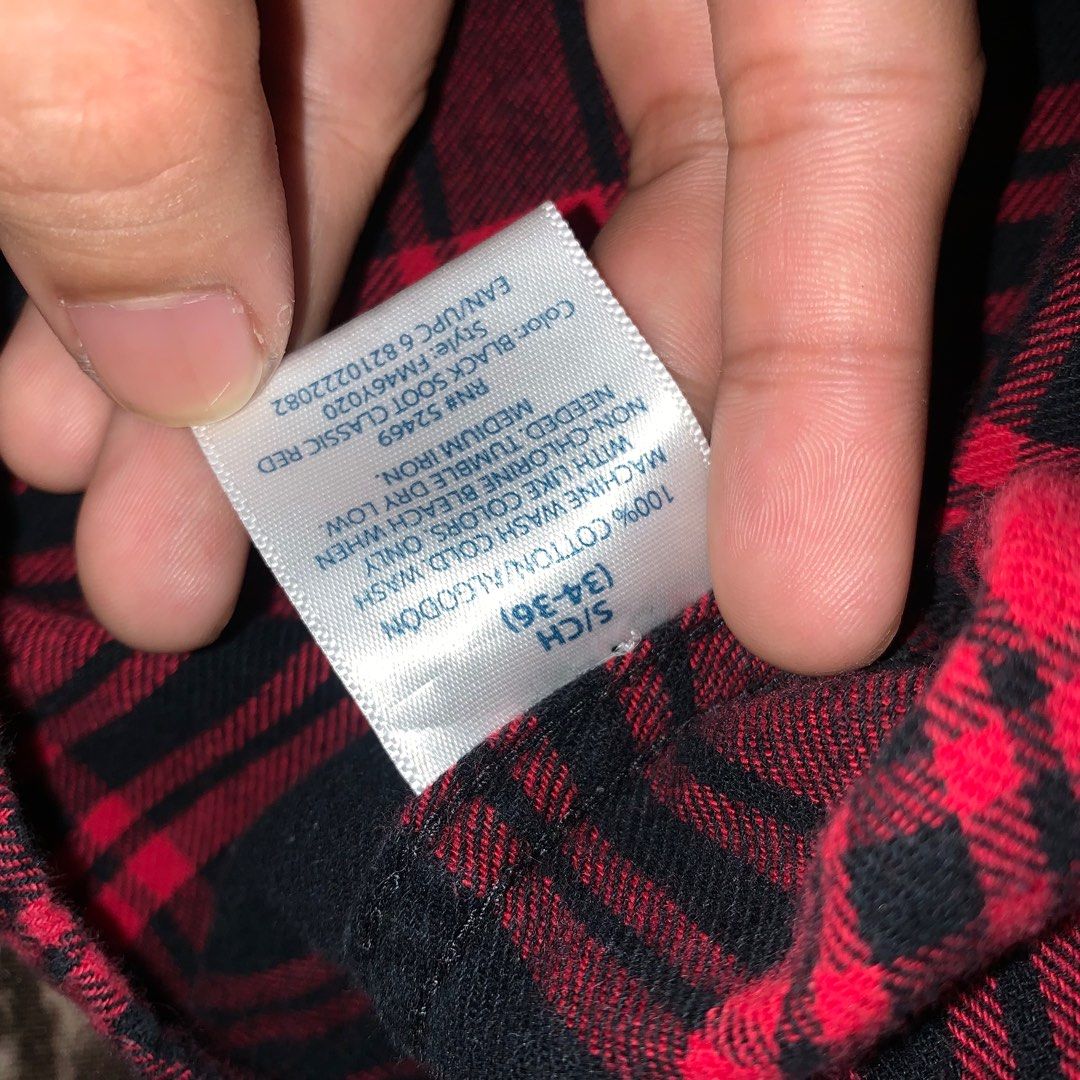 S/CH
(34-36)
100% COTTON/ALGODÓN
MACHINE WASH COLD. WASH
WITH LIKE COLORS. ONLY
NON-CHLORINE BLEACH WHEN
NEEDED TUMBLE DRY LOW.
MEDIUM IRON.
RN# 52469
Style: FM46Y020
Color: BLACK SOOT CLASSIC RED
EAN/UPC 6 8210222082